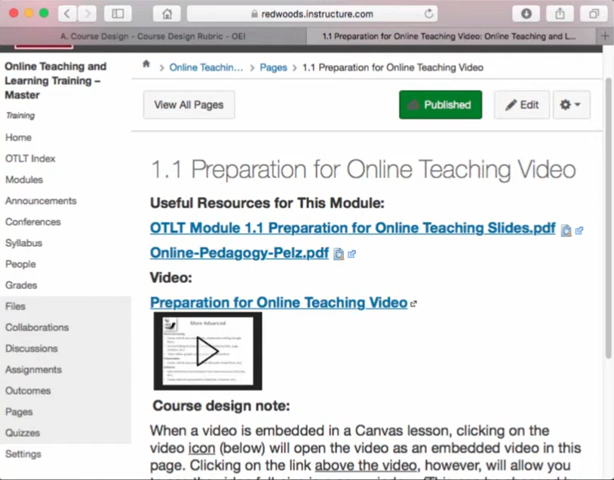 redwoods.instructure.com
A. Course Design - Course Design Rubric - OEI
1.1 Preparation for Online Teaching Video: Online Teaching and L...
Online Teaching and
Learning Training –
Master
Training
Home
OTLT Index
Modules
Announcements
Conferences
Syllabus
People
Grades
Files
Collaborations
Discussions
Assignments
Outcomes
Pages
Quizzes
Settings
Online Teachin... > Pages > 1.1 Preparation for Online Teaching Video
View All Pages
Published
Edit
1.1 Preparation for Online Teaching Video
Useful Resources for This Module:
OTLT Module 1.1 Preparation for Online Teaching Slides.pdf
Online-Pedagogy-Pelz.pdf
Video:
Preparation for Online Teaching Video
More Advanced
Course design note:
When a video is embedded in a Canvas lesson, clicking on the
video icon (below) will open the video as an embedded video in this
page. Clicking on the link above the video, however, will allow you